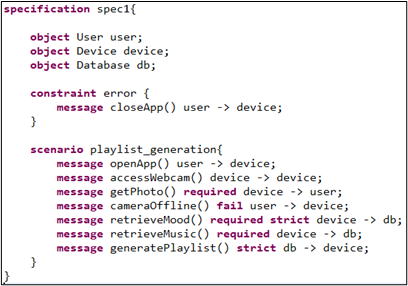 specification spec1{
object User user;
object Device device;
object Database db;
constraint error {
message closeApp() user -> device;
}
scenario playlist_generation{
message openApp() user -> device;
message accessWebcam() device -> device;
message getPhoto() required device -> user;
message cameraOffline() fail user -> device;
message retrieveMood() required strict device -> db;
message retrieveMusic() required device -> db;
message generatePlaylist() strict db -> device;
}
}